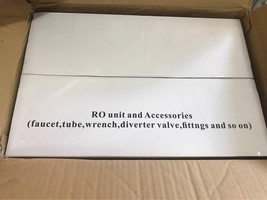 RO unit and Accessories
(faucet,tube,wrench,diverter valve,fittngs and so on)